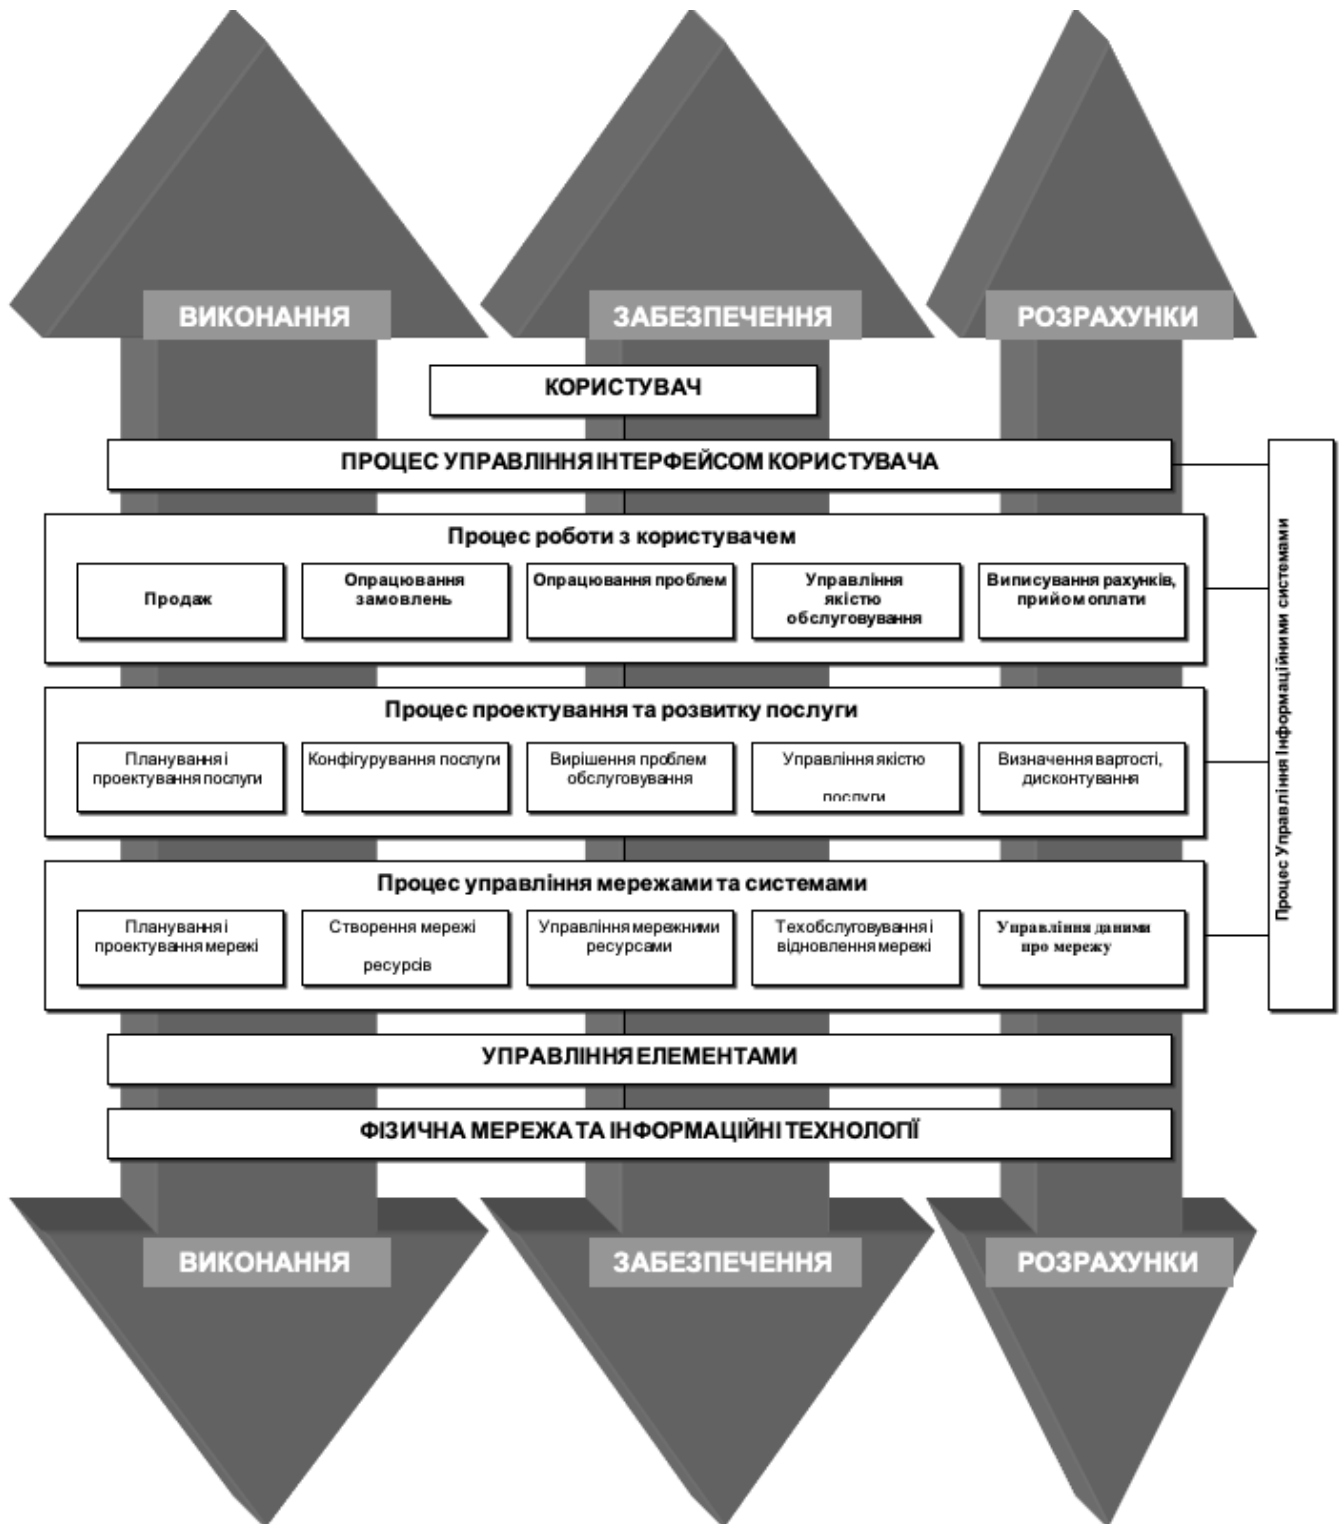 ВИКОНАННЯ
ЗАБЕЗПЕЧЕННЯ
РОЗРАХУНКИ
КОРИСТУВАЧ
ПРОЦЕС УПРАВЛІННЯ ІНТЕРФЕЙСОМ КОРИСТУВАЧА
Процес роботи з користувачем
Продаж
Опрацювання
замовлень
Опрацювання проблем
Управління
якістю
обслуговування
Виписування рахунків,
прийом оплати
Процес проектування та розвитку послуги
Планування і
проектування послуги
Конфігурування послуги
Вирішення проблем
обслуговування
Управління якістю
послуги
Визначення вартості,
дисконтування
Процес управління мережами та системами
Планування і
проектування мережі
Створення мережі
ресурсів
Управління мережними
ресурсами
Техобслуговування і
відновлення мережі
Управління даними
про мережу
Процес Управління Інформаційними системами
УПРАВЛІННЯ ЕЛЕМЕНТАМИ
ФІЗИЧНА МЕРЕЖА ТА ІНФОРМАЦІЙНІ ТЕХНОЛОГІЇ
ВИКОНАННЯ
ЗАБЕЗПЕЧЕННЯ
РОЗРАХУНКИ